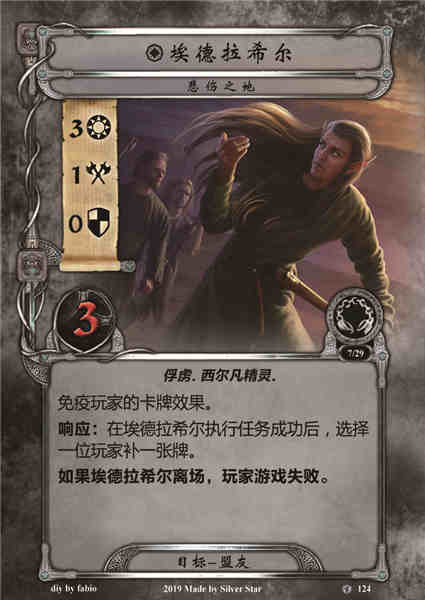 埃德拉希尔
悲伤之地
3
1
0
3
7/29
俘虏. 西尔凡精灵.
免疫玩家的卡牌效果。
响应：在埃德拉希尔执行任务成功后，选择
一位玩家补一张牌。
如果埃德拉希尔离场，玩家游戏失败。
目标-盟友
diy by fabio
2019 Made by Silver Star
124